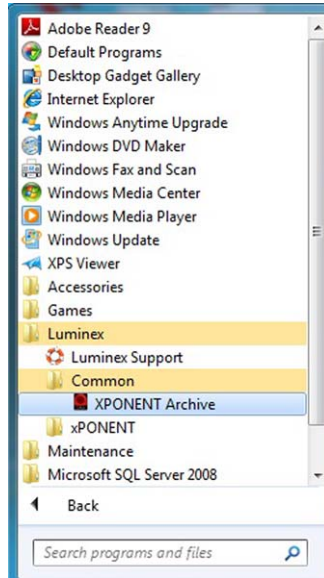 Adobe Reader 9
Default Programs
Desktop Gadget Gallery
Internet Explorer
Windows Anytime Upgrade
Windows DVD Maker
Windows Fax and Scan
Windows Media Center
Windows Media Player
Windows Update
XPS Viewer
Accessories
Games
Luminex
Luminex Support
Common
XPONENT Archive
xPONENT
Maintenance
Microsoft SQL Server 2008
Back
Search programs and files